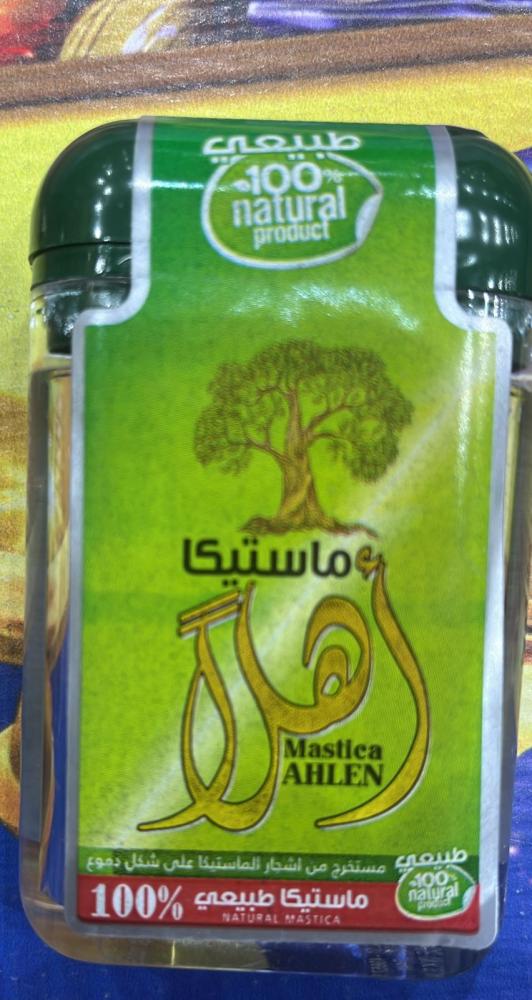 طبيعي
100%
natural
product
ماستيكا
أهلاً
Mastica
AHLEN
مستخرج من اشجار الماستيكا على شكل دموع
طبيعي
100%
natural
product
ماستيكا طبيعي 100%
NATURAL MASTICA